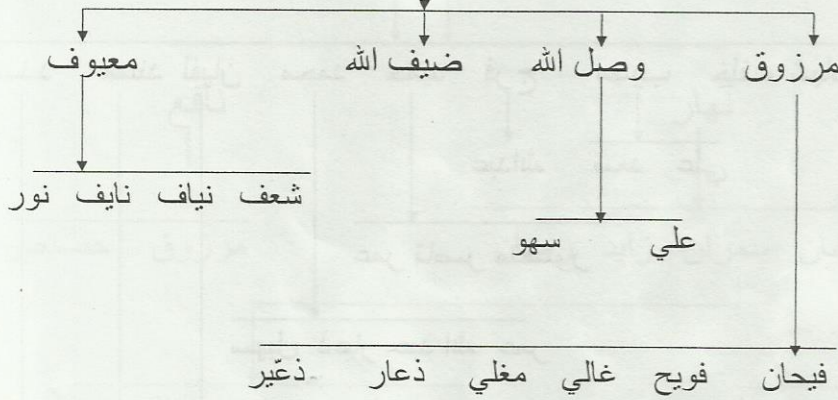 مرزوق وصل الله ضيف الله معيوف
شعف نياف نايف نور
علي سهو
فيحان فويح غالي مغلي ذعار ذعّير